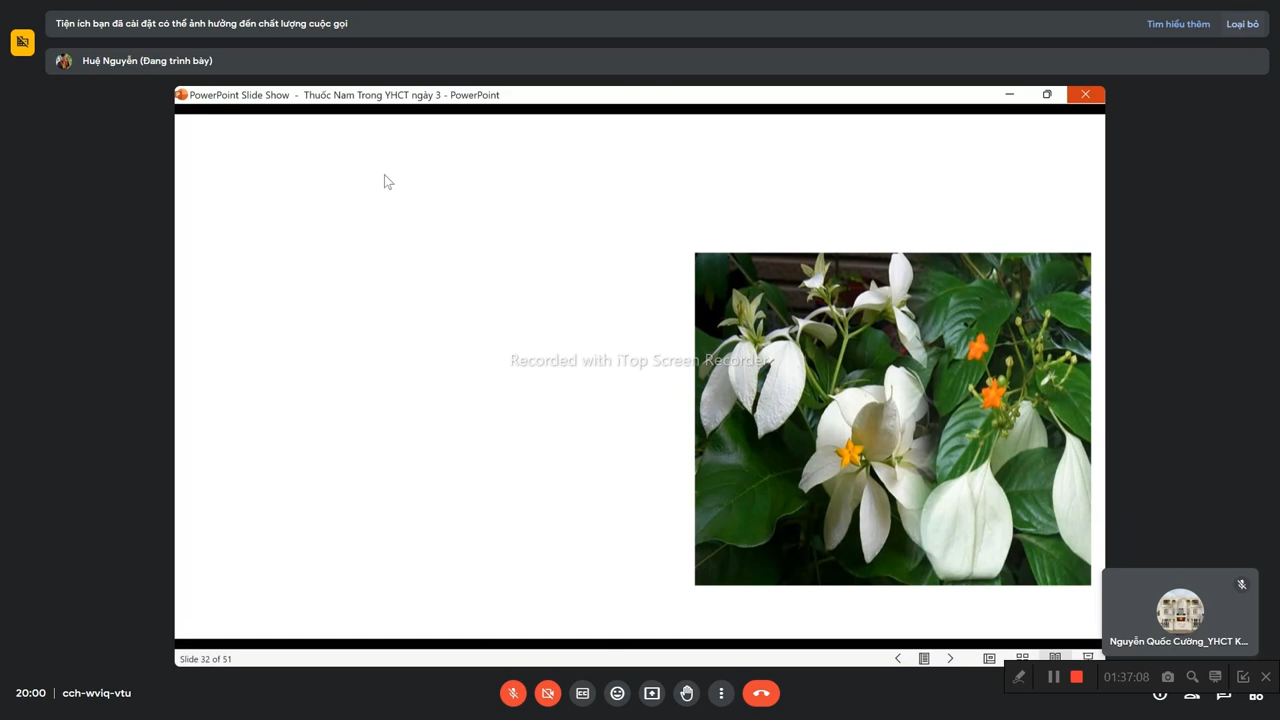 Tiện ích bạn đã cài đặt có thể ảnh hưởng đến chất lượng cuộc gọi
Tìm hiểu thêm
Loại bỏ
Huệ Nguyễn (Đang trình bày)
PowerPoint Slide Show - Thuốc Nam Trong YHCT ngày 3 - PowerPoint
Recorded with iTop Screen Recorder
Nguyễn Quốc Cường_YHCT K...
Slide 32 of 51
01:37:08
20:00 | cch-wviq-vtu